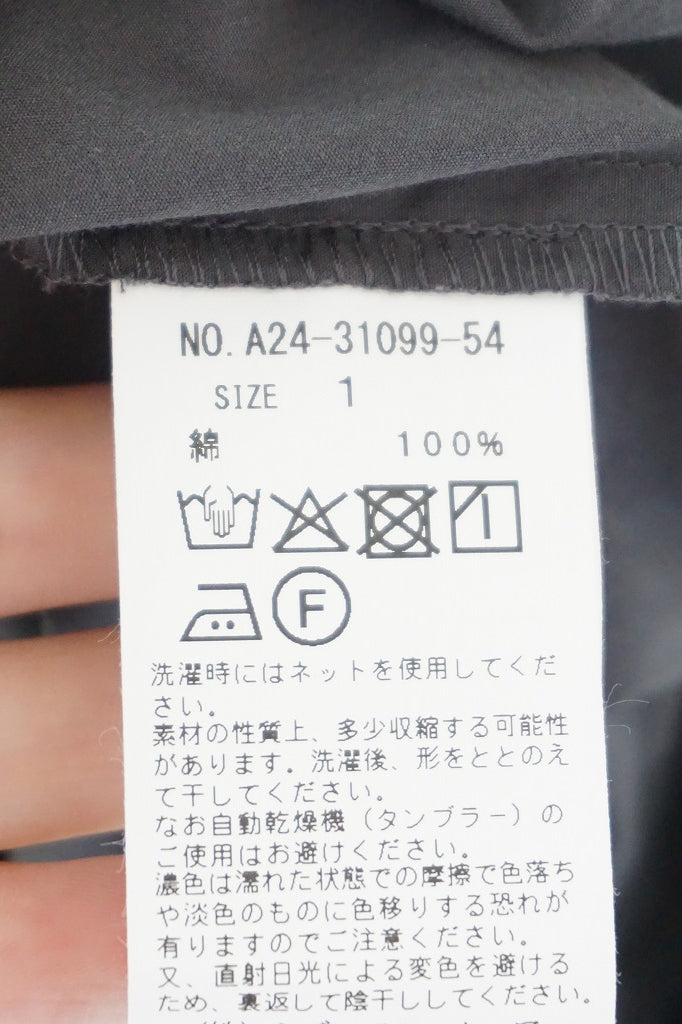 NO. A24-31099-54
SIZE 1
綿 100%
F
洗濯時にはネットを使用してくだ
さい。
素材の性質上、多少収縮する可能性
があります。洗濯後、形をととのえ
て干してください。
なお自動乾燥機（タンブラー）の
ご使用はお避けください。
濃色は濡れた状態での摩擦で色落ち
や淡色のものに色移りする恐れが
有りますのでご注意ください。
又、直射日光による変色を避ける
ため、裏返して陰干ししてください。